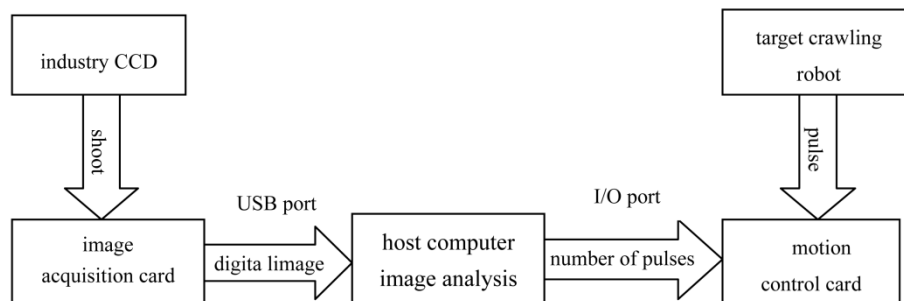 industry CCD
target crawling
robot
shoot
pulse
USB port
I/O port
image
acquisition card
digita limage
host computer
image analysis
number of pulses
motion
control card